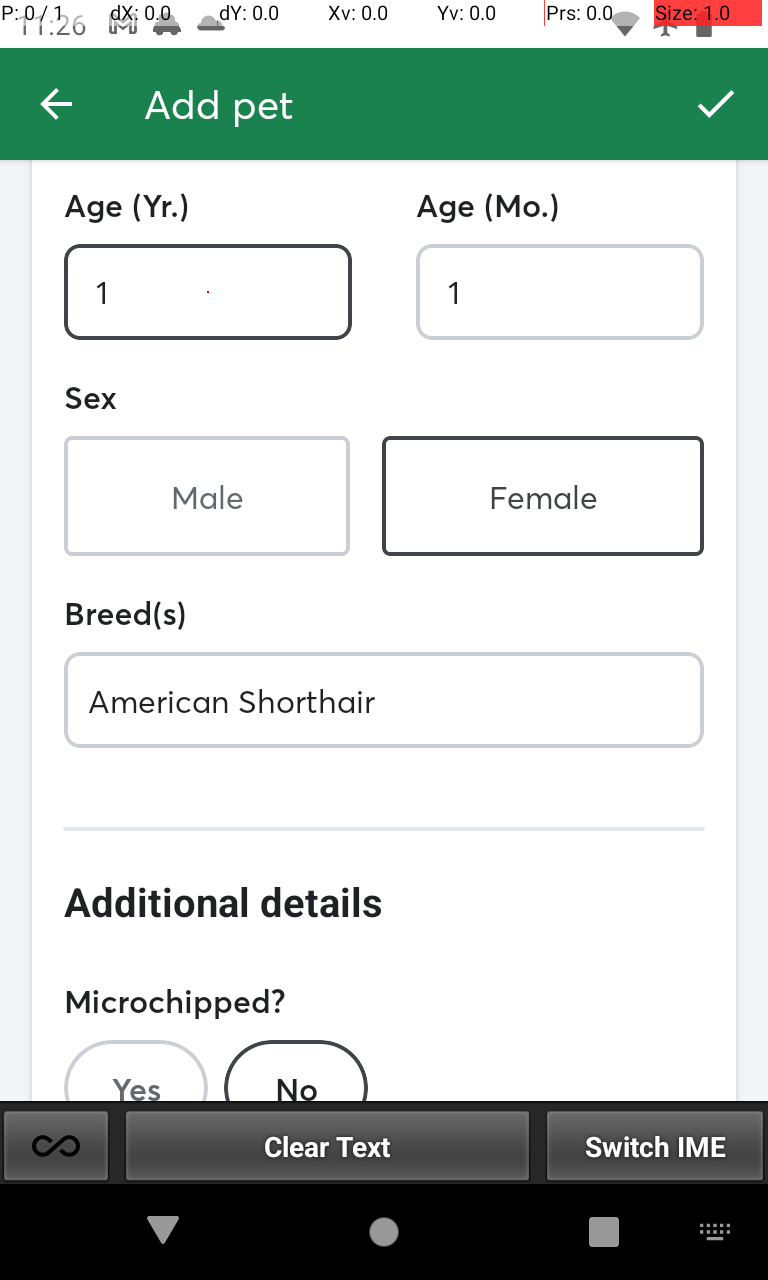 P: 0 / 1 dX: 0.0 dY: 0.0 Xv: 0.0 Yv: 0.0 Prs: 0.0 Size: 1.0
11:26
Add pet
Age (Yr.) Age (Mo.)
1 1
Sex
Male Female
Breed(s)
American Shorthair
Additional details
Microchipped?
Yes No
Clear Text Switch IME